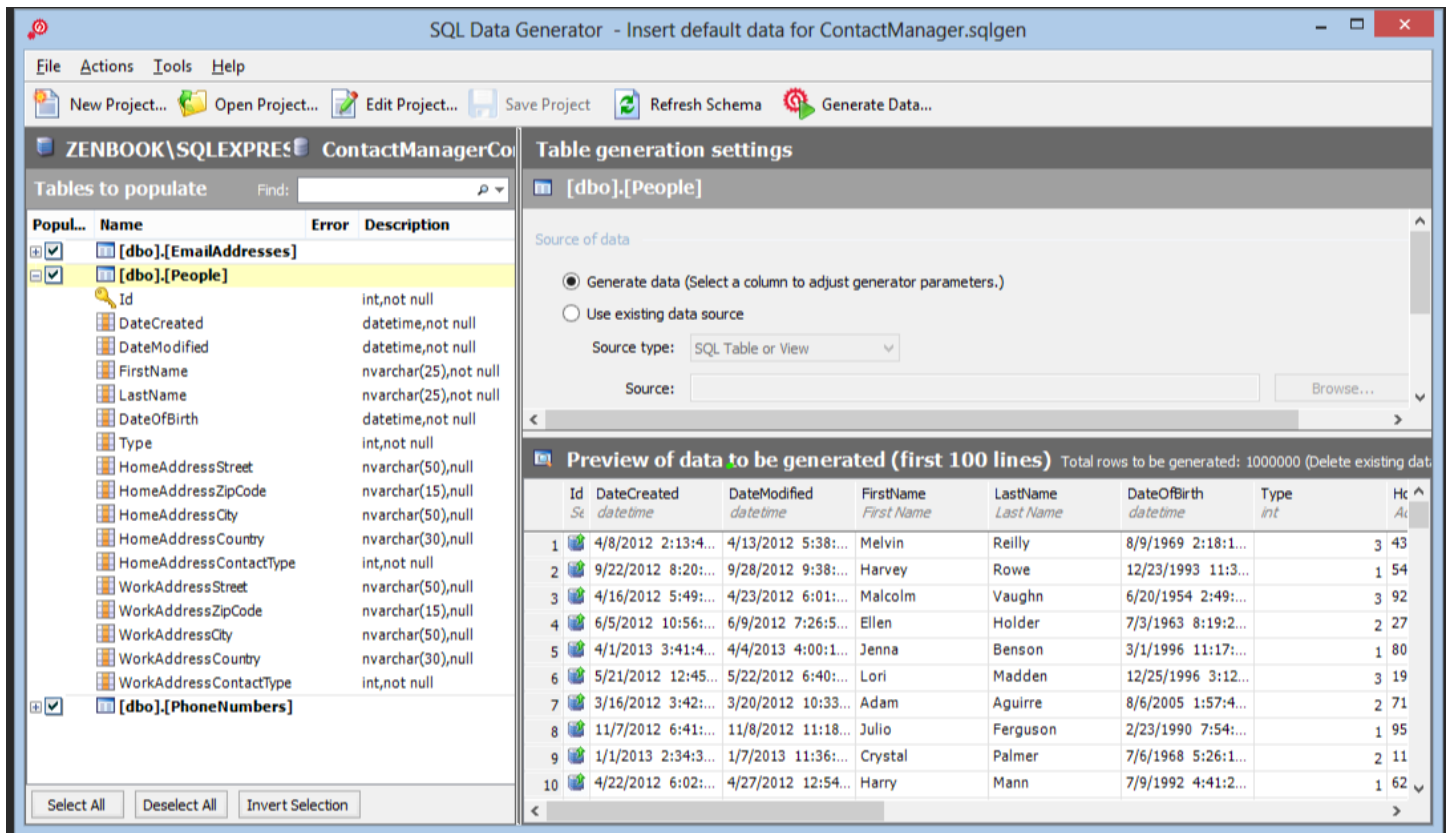 SQL Data Generator - Insert default data for ContactManager.sqlgen
File Actions Tools Help
New Project... Open Project... Edit Project... Save Project Refresh Schema Generate Data...
ZENBOOK\SQLEXPRES ContactManagerCo
Table generation settings
Tables to populate Find:
[dbo].[People]
Popul... Name Error Description
[dbo].[EmailAddresses]
[dbo].[People]
Id int,not null
DateCreated datetime,not null
DateModified datetime,not null
FirstName nvarchar(25),not null
LastName nvarchar(25),not null
DateOfBirth datetime,not null
Type int,not null
HomeAddressStreet nvarchar(50),null
HomeAddressZipCode nvarchar(15),null
HomeAddressCity nvarchar(50),null
HomeAddressCountry nvarchar(30),null
HomeAddressContactType int,not null
WorkAddressStreet nvarchar(50),null
WorkAddressZipCode nvarchar(15),null
WorkAddressCity nvarchar(50),null
WorkAddressCountry nvarchar(30),null
WorkAddressContactType int,not null
[dbo].[PhoneNumbers]
Select All Deselect All Invert Selection
Source of data
Generate data (Select a column to adjust generator parameters.)
Use existing data source
Source type: SQL Table or View
Source: Browse...
Preview of data to be generated (first 100 lines) Total rows to be generated: 1000000 (Delete existing dat
Id DateCreated DateModified FirstName LastName DateOfBirth Type
datetime datetime First Name Last Name datetime int
1 4/8/2012 2:13:4... 4/13/2012 5:38:... Melvin Reilly 8/9/1969 2:18:1... 3 43
2 9/22/2012 8:20:... 9/28/2012 9:38:... Harvey Rowe 12/23/1993 11:3... 1 54
3 4/16/2012 5:49:... 4/23/2012 6:01:... Malcolm Vaughn 6/20/1954 2:49:... 3 92
4 6/5/2012 10:56:... 6/9/2012 7:26:5... Ellen Holder 7/3/1963 8:19:2... 2 27
5 4/1/2013 3:41:4... 4/4/2013 4:00:1... Jenna Benson 3/1/1996 11:17:... 1 80
6 5/21/2012 12:45... 5/22/2012 6:40:... Lori Madden 12/25/1996 3:12... 3 19
7 3/16/2012 3:42:... 3/20/2012 10:33... Adam Aguirre 8/6/2005 1:57:4... 2 71
8 11/7/2012 6:41:... 11/8/2012 11:18... Julio Ferguson 2/23/1990 7:54:... 1 95
9 1/1/2013 2:34:3... 1/7/2013 11:36:... Crystal Palmer 7/6/1968 5:26:1... 2 11
10 4/22/2012 6:02:... 4/27/2012 12:54... Harry Mann 7/9/1992 4:41:2... 1 62